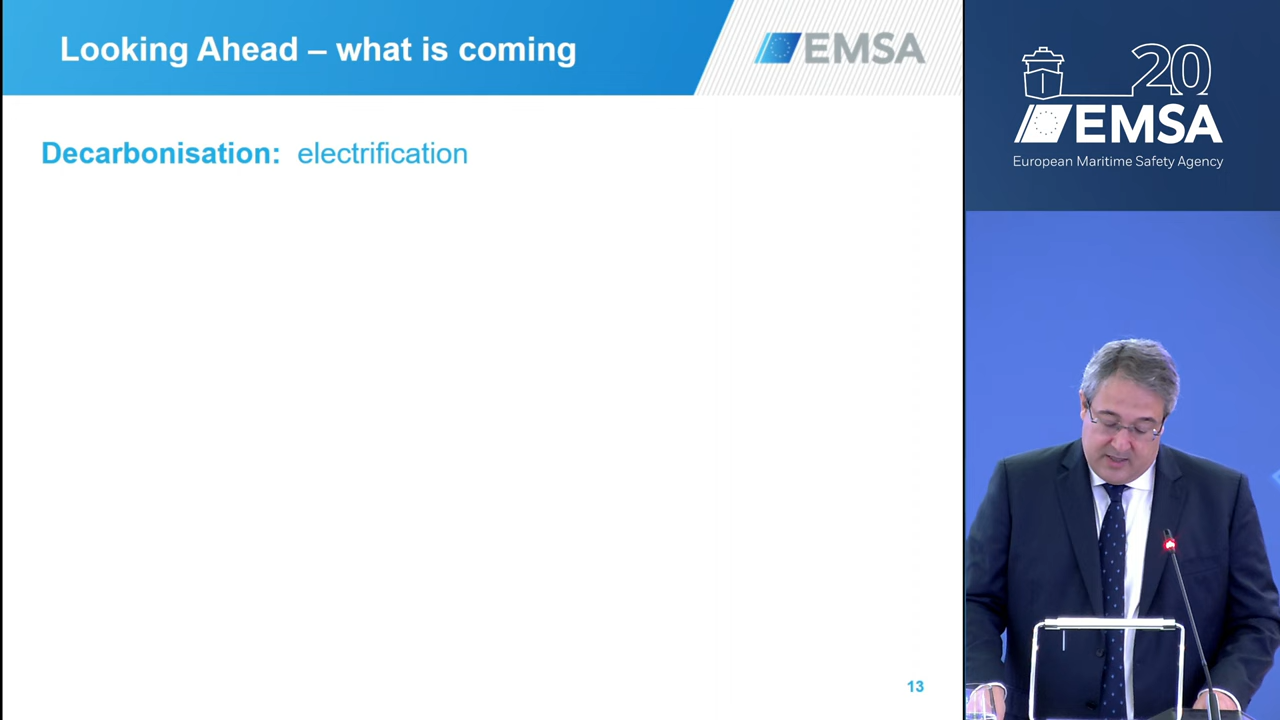 Looking Ahead – what is coming
EMSA
Decarbonisation: electrification
13
20
EMSA
European Maritime Safety Agency